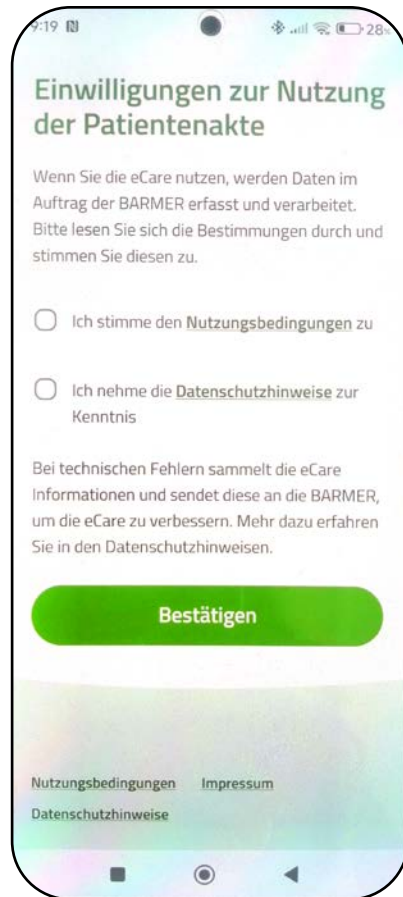 9:19
28%
Einwilligungen zur Nutzung
der Patientenakte
Wenn Sie die eCare nutzen, werden Daten im
Auftrag der BARMER erfasst und verarbeitet.
Bitte lesen Sie sich die Bestimmungen durch und
stimmen Sie diesen zu.
Ich stimme den Nutzungsbedingungen zu
Ich nehme die Datenschutzhinweise zur
Kenntnis
Bei technischen Fehlern sammelt die eCare
Informationen und sendet diese an die BARMER,
um die eCare zu verbessern. Mehr dazu erfahren
Sie in den Datenschutzhinweisen.
Bestätigen
Nutzungsbedingungen Impressum
Datenschutzhinweise